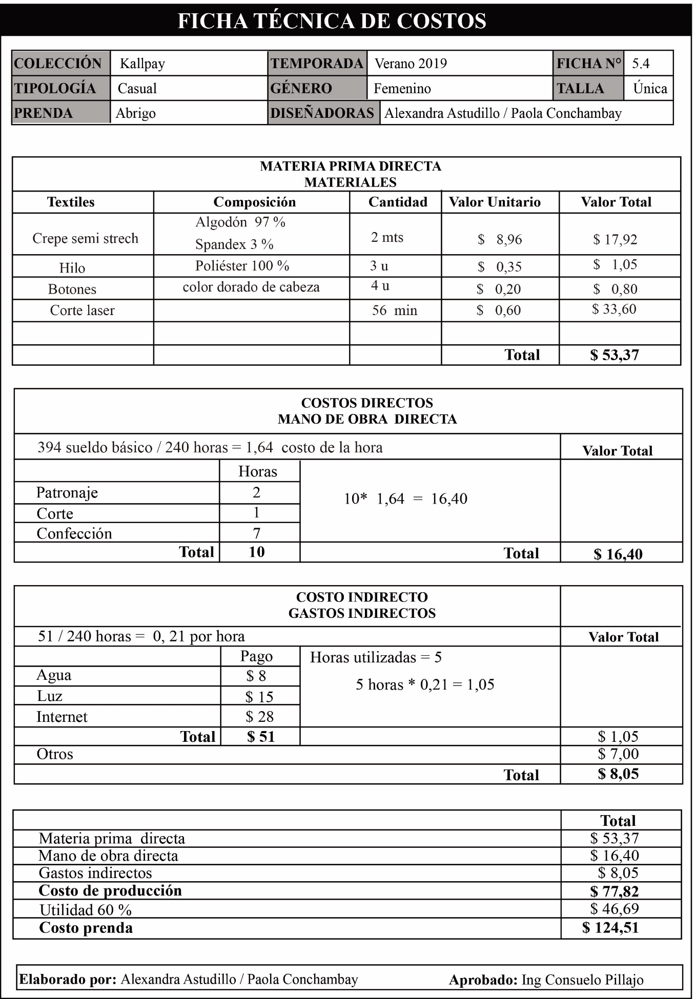 FICHA TÉCNICA DE COSTOS
COLECCIÓN Kallpay TEMPORADA Verano 2019 FICHA N° 5.4
TIPOLOGÍA Casual GÉNERO Femenino TALLA Única
PRENDA Abrigo DISEÑADORAS Alexandra Astudillo / Paola Conchambay
MATERIA PRIMA DIRECTA
MATERIALES
Textiles Composición Cantidad Valor Unitario Valor Total
Crepe semi strech Algodón 97 % 2 mts $ 8,96 $ 17,92
Spandex 3 %
Hilo Poliéster 100 % 3 u $ 0,35 $ 1,05
Botones color dorado de cabeza 4 u $ 0,20 $ 0,80
Corte laser 56 min $ 0,60 $ 33,60
Total $ 53,37
COSTOS DIRECTOS
MANO DE OBRA DIRECTA
394 sueldo básico / 240 horas = 1,64 costo de la hora Valor Total
Horas
Patronaje 2 10* 1,64 = 16,40
Corte 1
Confección 7
Total 10 Total $ 16,40
COSTO INDIRECTO
GASTOS INDIRECTOS
51 / 240 horas = 0, 21 por hora Valor Total
Pago Horas utilizadas = 5
Agua $ 8 5 horas * 0,21 = 1,05
Luz $ 15
Internet $ 28
Total $ 51 $ 1,05
Otros $ 7,00
Total $ 8,05
Total
Materia prima directa $ 53,37
Mano de obra directa $ 16,40
Gastos indirectos $ 8,05
Costo de producción $ 77,82
Utilidad 60 % $ 46,69
Costo prenda $ 124,51
Elaborado por: Alexandra Astudillo / Paola Conchambay Aprobado: Ing Consuelo Pillajo